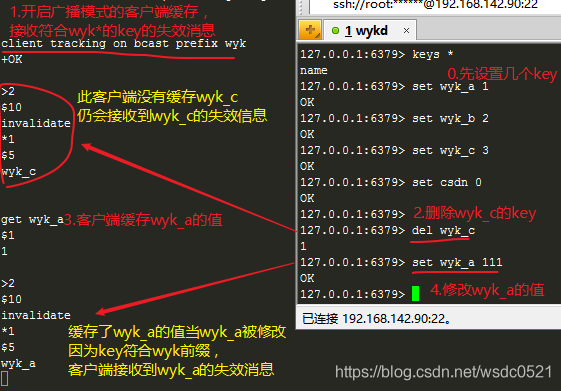 1.开启广播模式的客户端缓存，
接收符合wyk*的key的失效消息
client tracking on bcast prefix wyk
+OK
>2
$10
invalidate
*1
$5
wyk_c
此客户端没有缓存wyk_c
仍会接收到wyk_c的失效信息
get wyk_a
3.客户端缓存wyk_a的值
$1
1
>2
$10
invalidate
*1
$5
wyk_a
缓存了wyk_a的值当wyk_a被修改
因为key符合wyk前缀，
客户端接收到wyk_a的失效消息
ssh://root:******@192.168.142.90:22
1 wykd ×
127.0.0.1:6379> keys *
name
0.先设置几个key
127.0.0.1:6379> set wyk_a 1
OK
127.0.0.1:6379> set wyk_b 2
OK
127.0.0.1:6379> set wyk_c 3
OK
127.0.0.1:6379> set csdn 0
OK
2.删除wyk_c的key
127.0.0.1:6379> del wyk_c
1
127.0.0.1:6379> set wyk_a 111
OK
127.0.0.1:6379>
4.修改wyk_a的值
已连接 192.168.142.90:22。
https://blog.csdn.net/wsdc0521